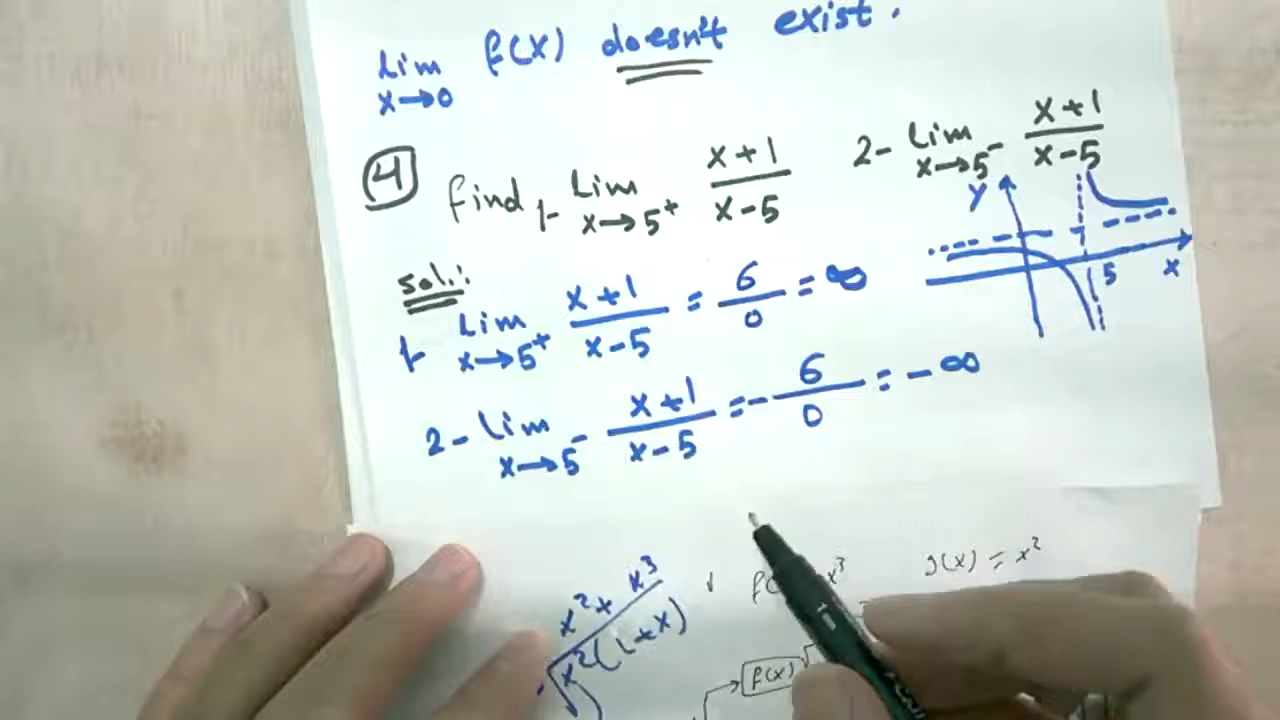 Lim f(x) doesn't exist.
x→0
4 find 1- Lim x→5⁺ (x+1)/(x-5) 2- Lim x→5⁻ (x+1)/(x-5)
y
5 x
sol.:
1- Lim x→5⁺ (x+1)/(x-5) = 6/0 = ∞
2- Lim x→5⁻ (x+1)/(x-5) = - 6/0 = -∞
x² + x³
g(x) = x²
x²(1+x)
f(x)